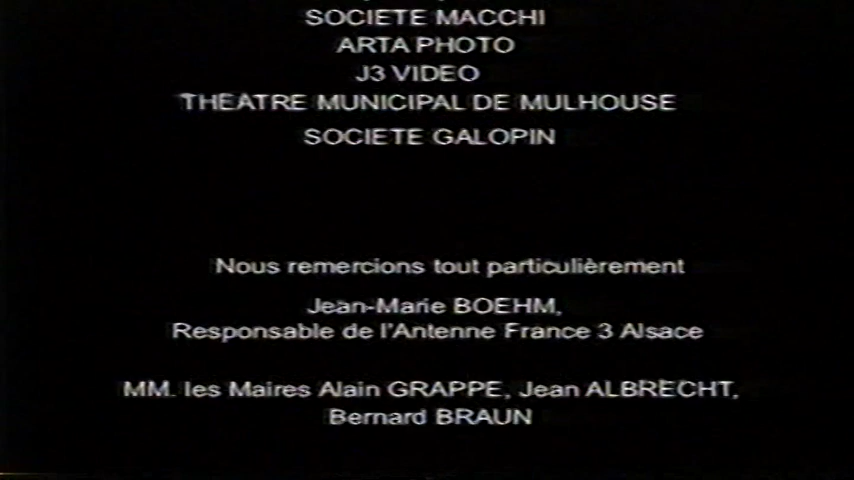 SOCIETE MACCHI
ARTA PHOTO
J3 VIDEO
THEATRE MUNICIPAL DE MULHOUSE
SOCIETE GALOPIN
Nous remercions tout particulièrement
Jean-Marie BOEHM,
Responsable de l'Antenne France 3 Alsace
MM. les Maires Alain GRAPPE, Jean ALBRECHT,
Bernard BRAUN